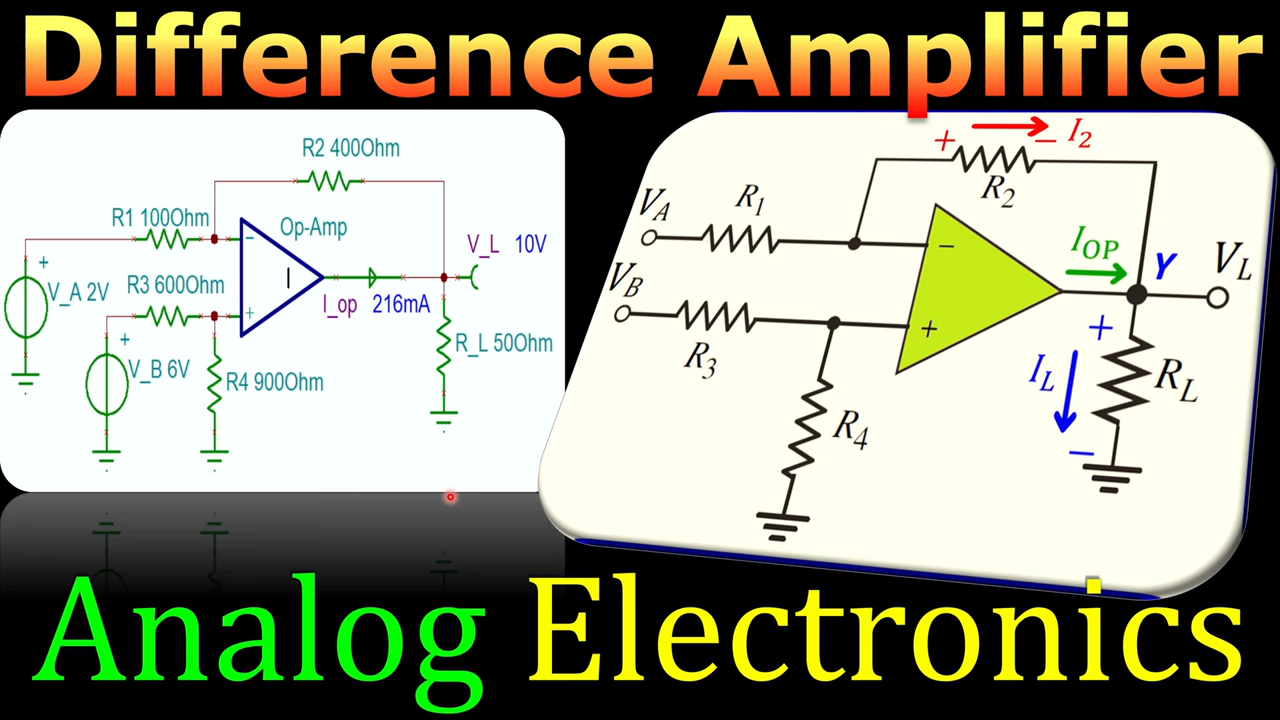 Difference Amplifier
R2 400Ohm
R1 100Ohm
Op-Amp
−
+
I
V_L 10V
+
V_A 2V
R3 600Ohm
I_op 216mA
+
V_B 6V
R4 900Ohm
R_L 50Ohm
+ − I2
R2
VA
R1
−
IOP
Y
VL
VB
R3
+
+
IL
RL
−
R4
Analog Electronics